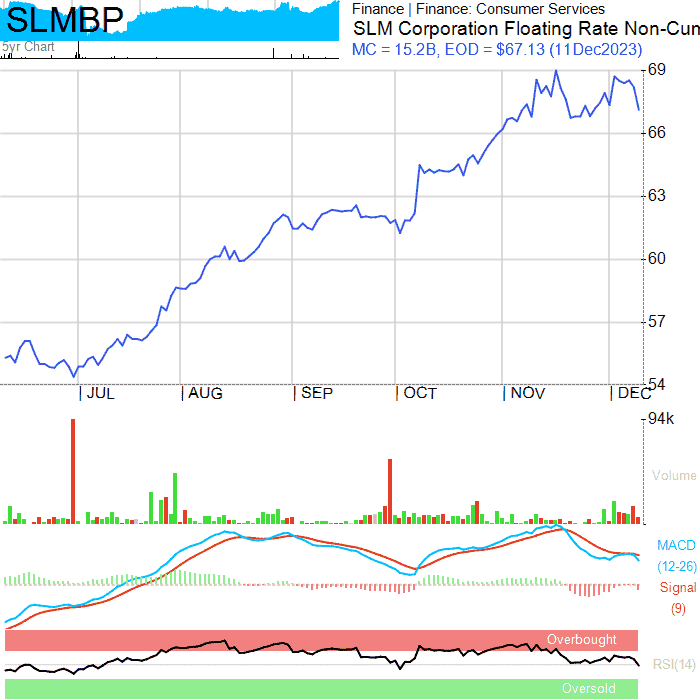 SLMBP
5yr Chart
Finance | Finance: Consumer Services
SLM Corporation Floating Rate Non-Cun
MC = 15.2B, EOD = $67.13 (11Dec2023)
69
66
63
60
57
54
JUL AUG SEP OCT NOV DEC
94k
Volume
MACD
(12-26)
Signal
(9)
Overbought
RSI(14)
Oversold